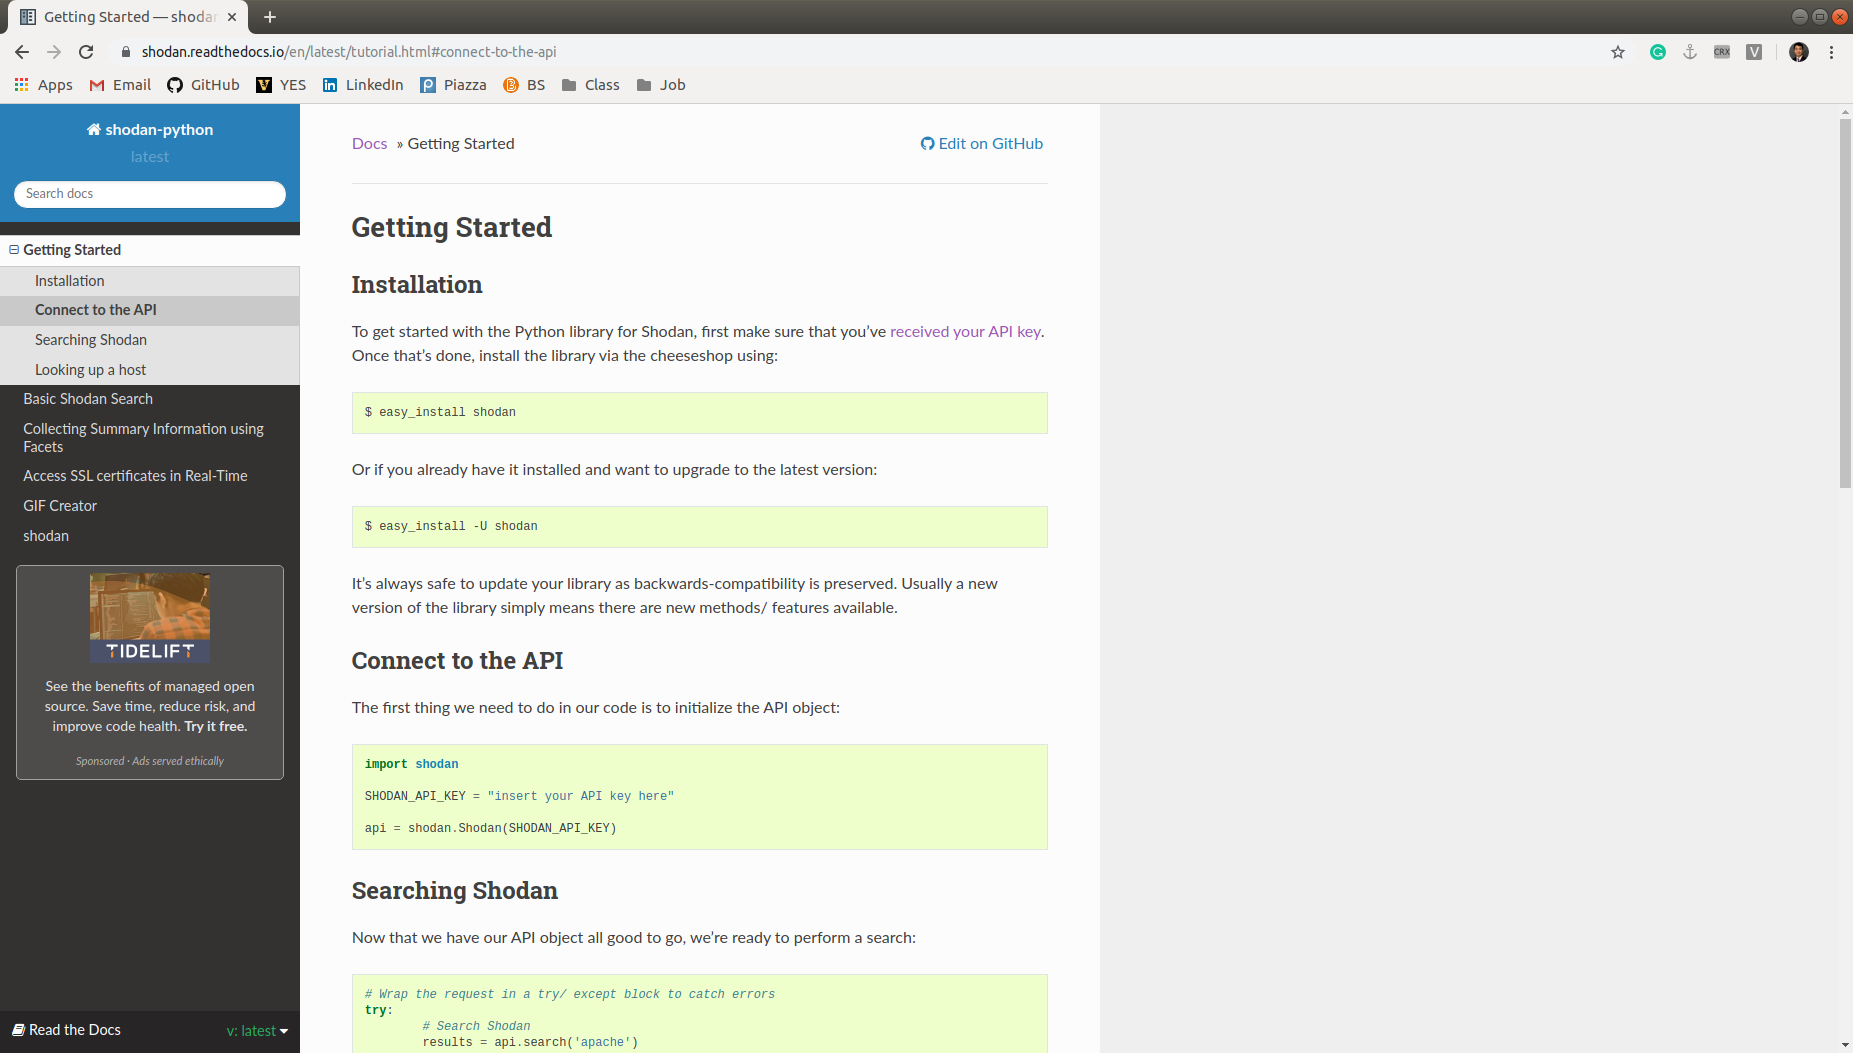 Getting Started — shodan
shodan.readthedocs.io/en/latest/tutorial.html#connect-to-the-api
CRX
V
Apps
Email
GitHub
YES
LinkedIn
Piazza
BS
Class
Job
shodan-python
latest
Search docs
Getting Started
Installation
Connect to the API
Searching Shodan
Looking up a host
Basic Shodan Search
Collecting Summary Information using
Facets
Access SSL certificates in Real-Time
GIF Creator
shodan
TIDELIFT
See the benefits of managed open
source. Save time, reduce risk, and
improve code health. Try it free.
Sponsored · Ads served ethically
Read the Docs
v: latest
Docs » Getting Started
Edit on GitHub
Getting Started
Installation
To get started with the Python library for Shodan, first make sure that you’ve received your API key.
Once that’s done, install the library via the cheeseshop using:
$ easy_install shodan
Or if you already have it installed and want to upgrade to the latest version:
$ easy_install -U shodan
It’s always safe to update your library as backwards-compatibility is preserved. Usually a new
version of the library simply means there are new methods/ features available.
Connect to the API
The first thing we need to do in our code is to initialize the API object:
import shodan
SHODAN_API_KEY = "insert your API key here"
api = shodan.Shodan(SHODAN_API_KEY)
Searching Shodan
Now that we have our API object all good to go, we’re ready to perform a search:
# Wrap the request in a try/ except block to catch errors
try:
# Search Shodan
results = api.search('apache')